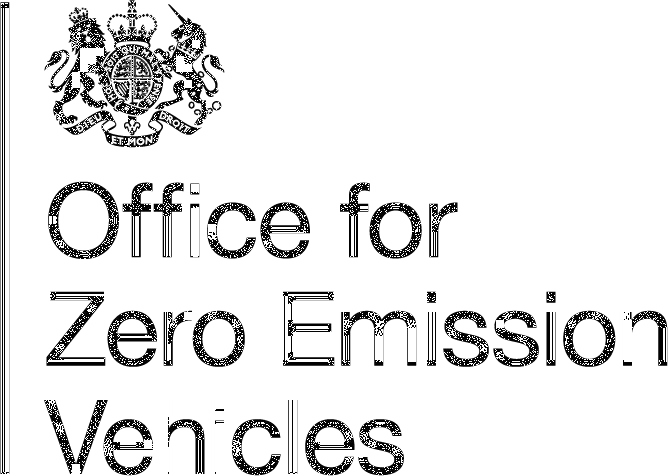 DIEU ET MON DROIT
Office for
Zero Emission
Vehicles